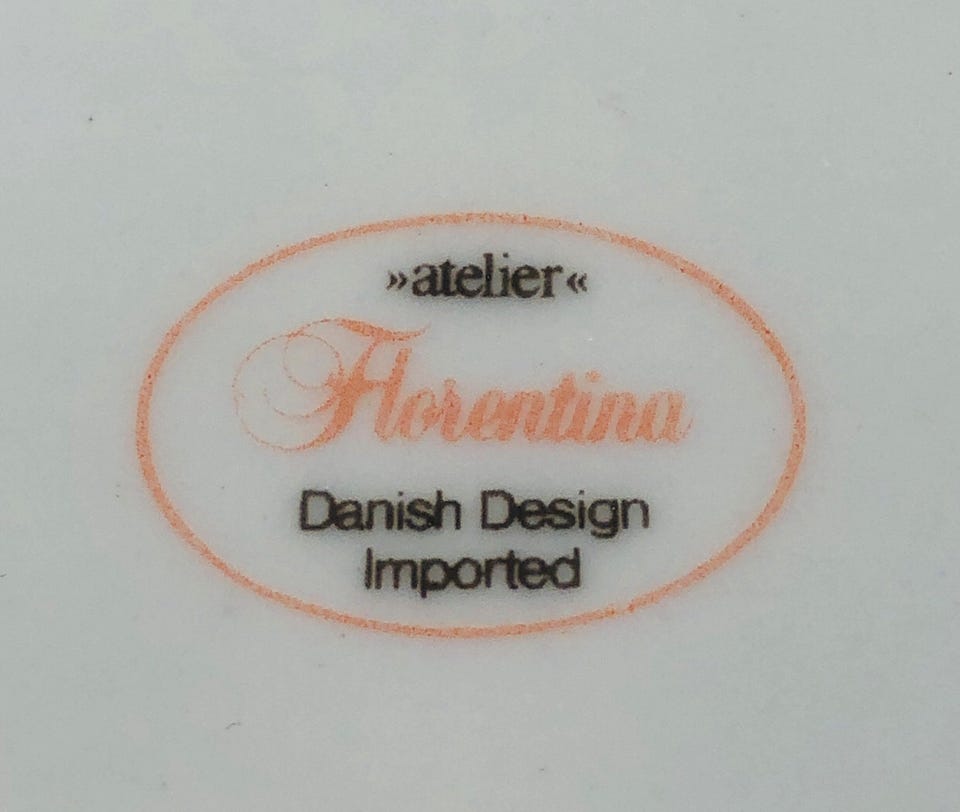 »atelier«
Florentina
Danish Design
Imported